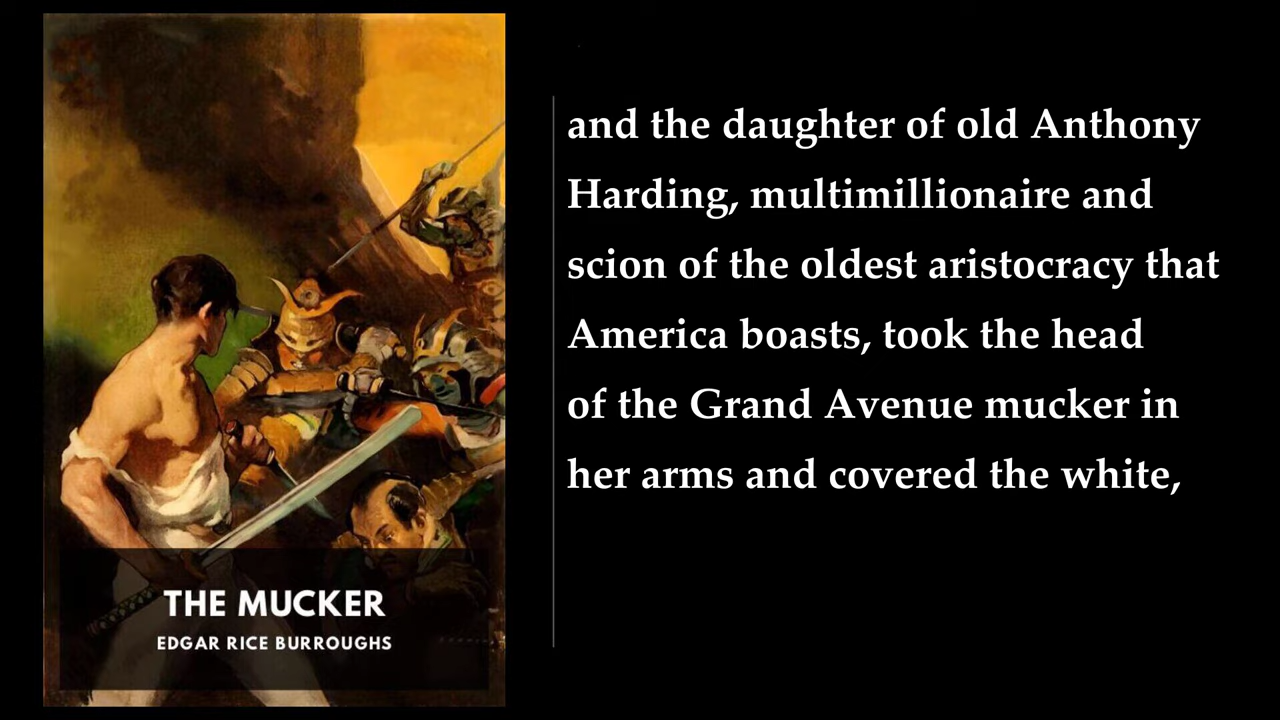 THE MUCKER
EDGAR RICE BURROUGHS
and the daughter of old Anthony
Harding, multimillionaire and
scion of the oldest aristocracy that
America boasts, took the head
of the Grand Avenue mucker in
her arms and covered the white,